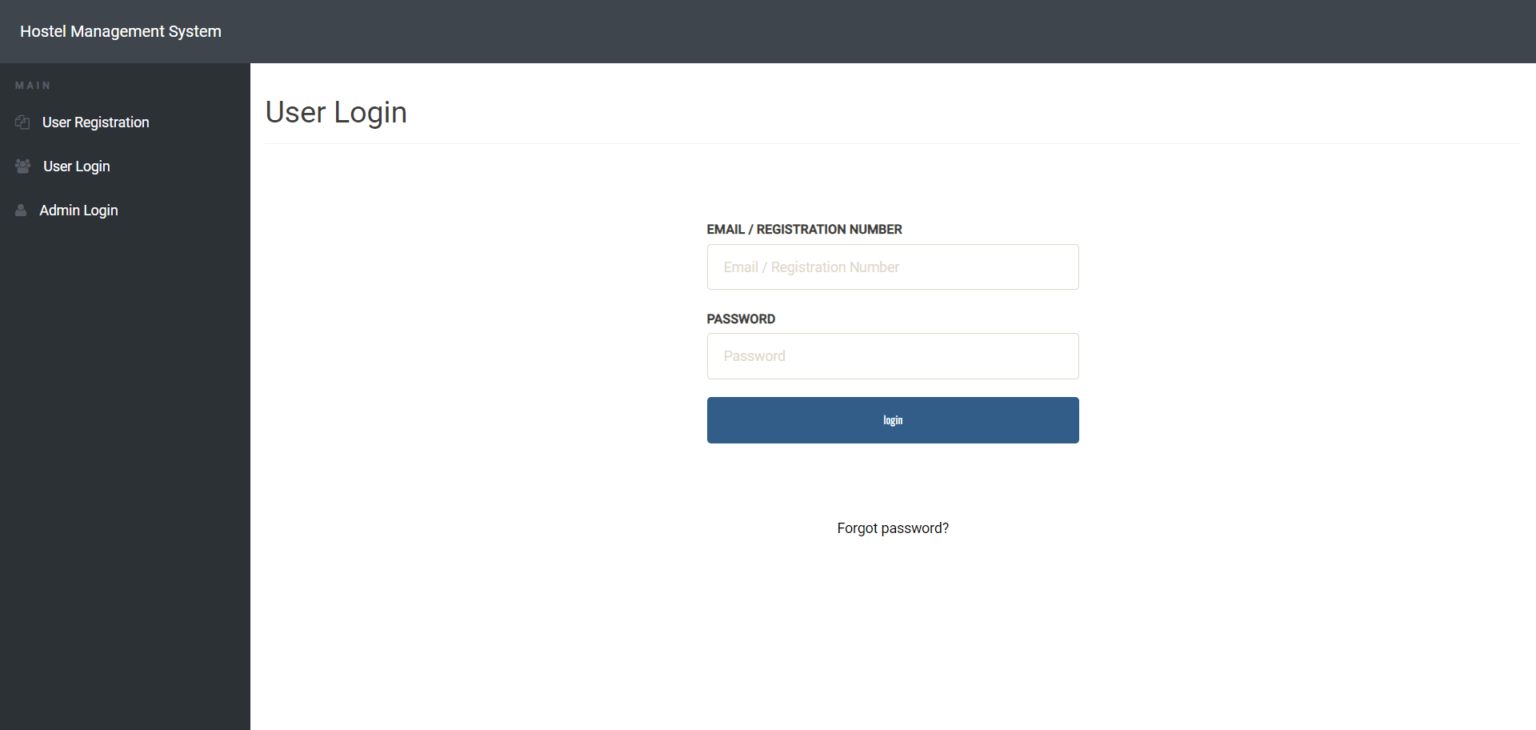 Hostel Management System
MAIN
User Registration
User Login
Admin Login
User Login
EMAIL / REGISTRATION NUMBER
Email / Registration Number
PASSWORD
Password
login
Forgot password?